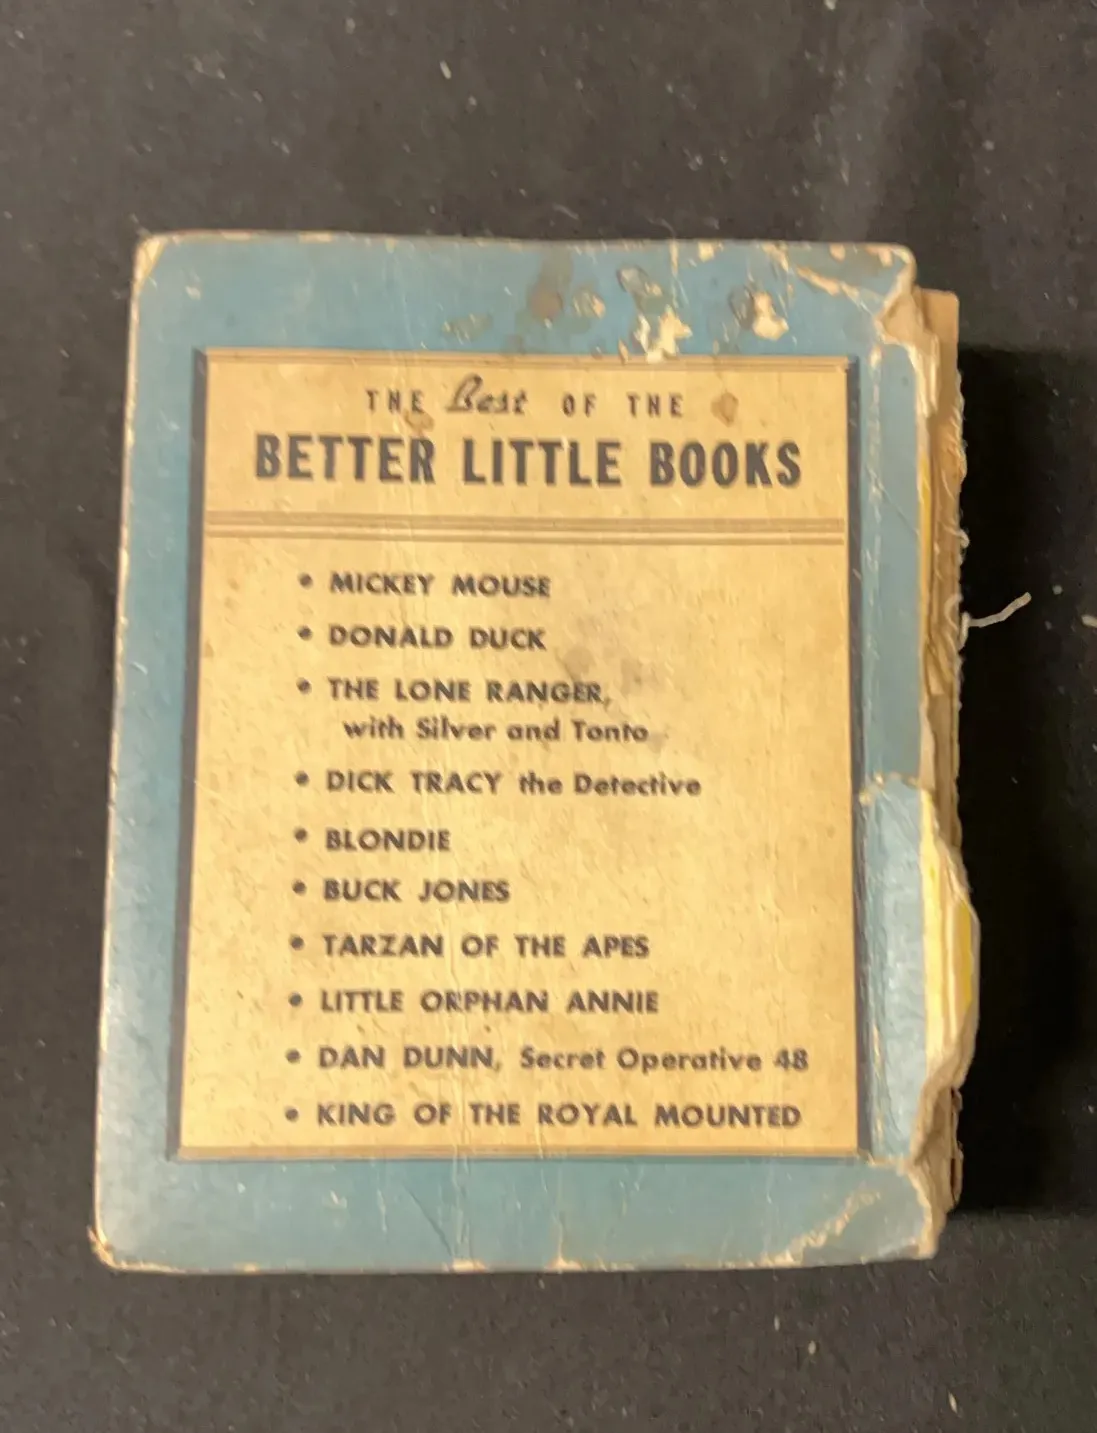 THE Best OF THE
BETTER LITTLE BOOKS
• MICKEY MOUSE
• DONALD DUCK
• THE LONE RANGER,
with Silver and Tonto
• DICK TRACY the Detective
• BLONDIE
• BUCK JONES
• TARZAN OF THE APES
• LITTLE ORPHAN ANNIE
• DAN DUNN, Secret Operative 48
• KING OF THE ROYAL MOUNTED